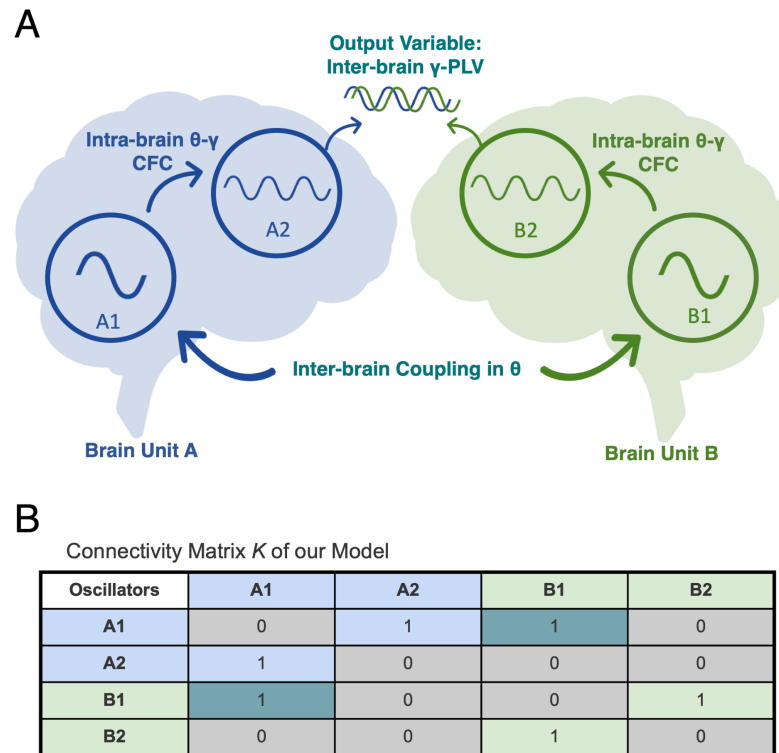 A
Output Variable:
Inter-brain γ-PLV
Intra-brain θ-γ
CFC
Intra-brain θ-γ
CFC
A2
B2
A1
B1
Inter-brain Coupling in θ
Brain Unit A
Brain Unit B
B
Connectivity Matrix K of our Model
Oscillators A1 A2 B1 B2
A1 0 1 1 0
A2 1 0 0 0
B1 1 0 0 1
B2 0 0 1 0